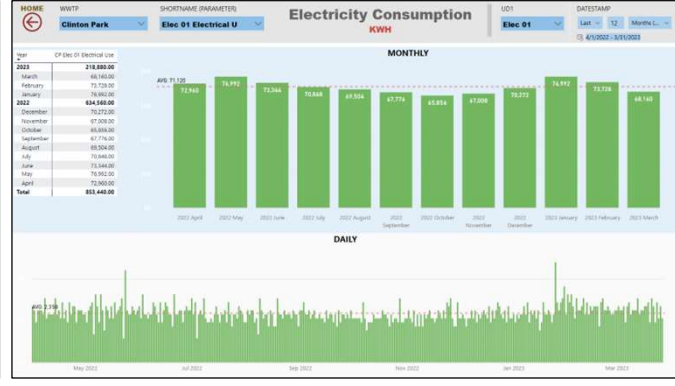 HOME
WWTP
Clinton Park
SHORTNAME (PARAMETER)
Elec 01 Electrical U
Electricity Consumption
KWH
UD1
Elec 01
DATESTAMP
Last 12 Months (...
4/1/2022 - 3/31/2023
Year CP Elec 01 Electrical Use
2023 218,880.00
March 68,160.00
February 73,728.00
January 76,992.00
2022 634,560.00
December 70,272.00
November 67,008.00
October 65,856.00
September 67,776.00
August 69,504.00
July 70,848.00
June 73,344.00
May 76,992.00
April 72,960.00
Total 853,440.00
MONTHLY
AVG 71,120
72,960 76,992 73,344 70,848 69,504 67,776 65,856 67,008 70,272 76,992 73,728 68,160
2022 April 2022 May 2022 June 2022 July 2022 August 2022 September 2022 October 2022 November 2022 December 2023 January 2023 February 2023 March
DAILY
May 2022 Jul 2022 Sep 2022 Nov 2022 Jan 2023 Mar 2023